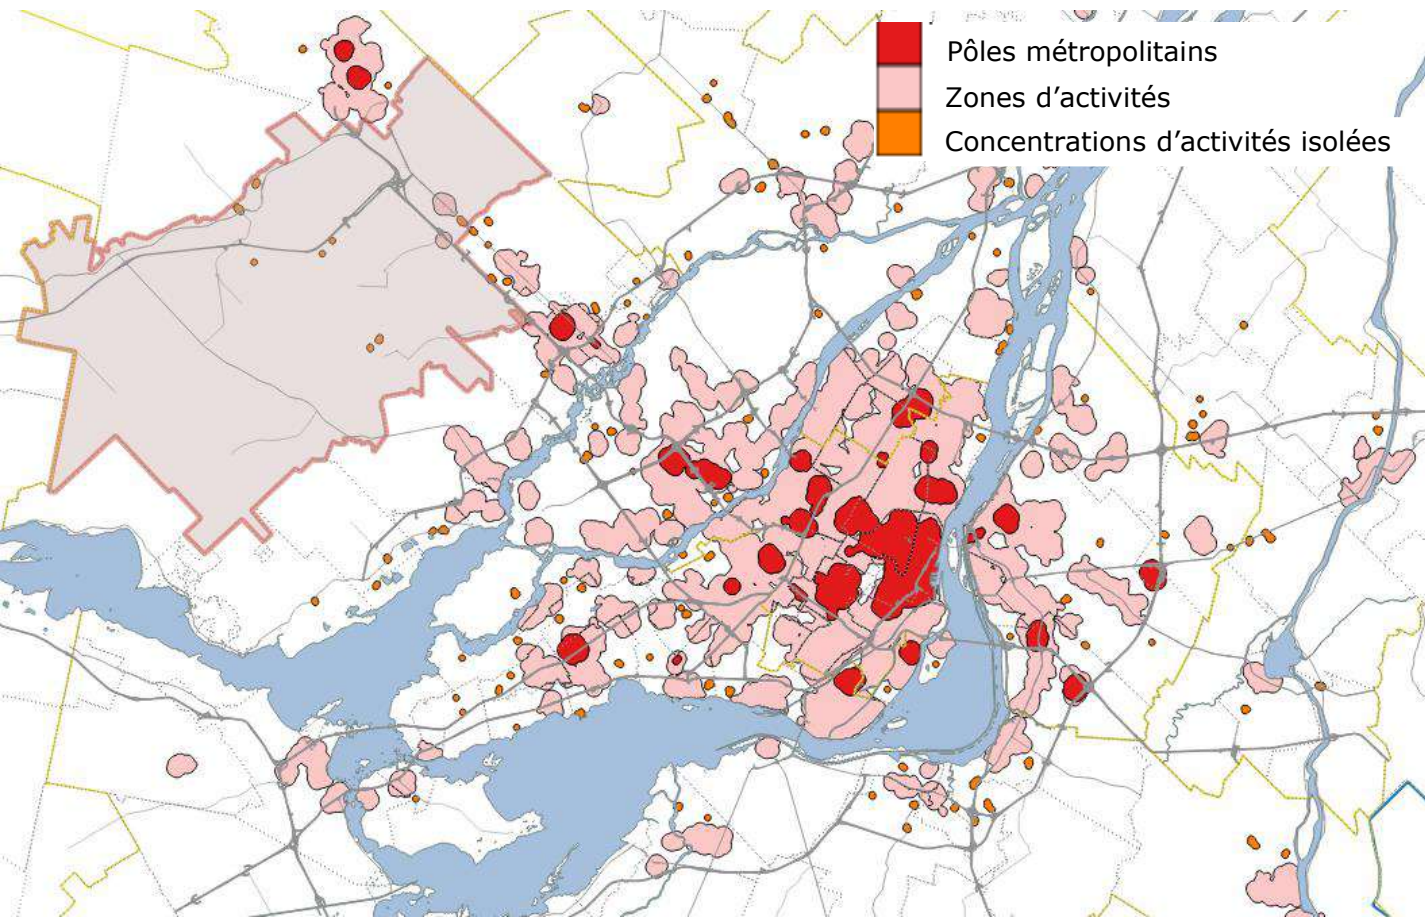 Pôles métropolitains
Zones d’activités
Concentrations d’activités isolées